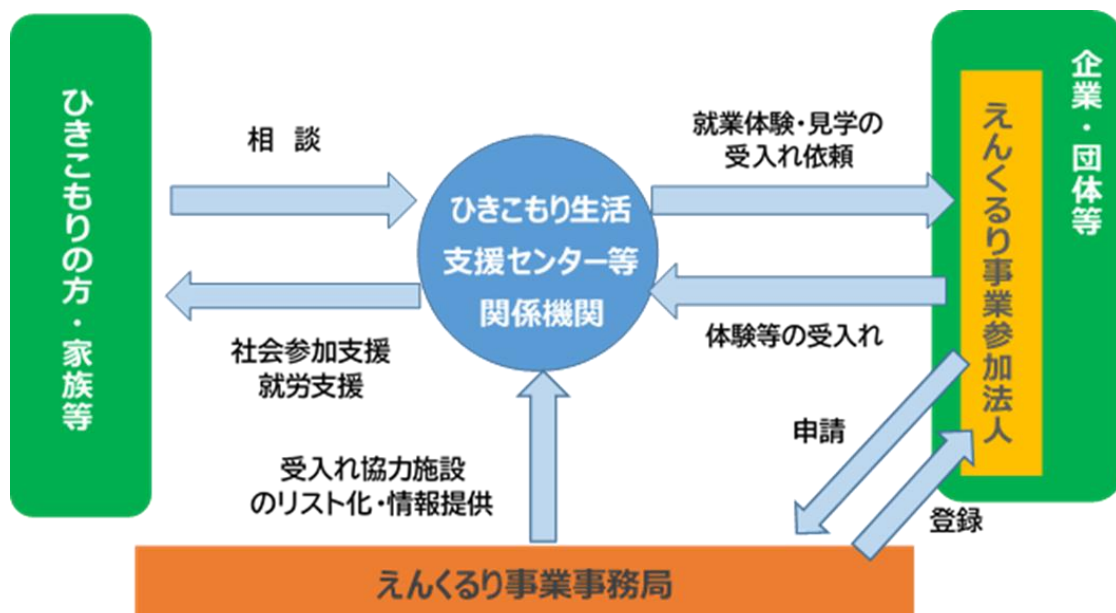 ひきこもりの方・家族等
相 談
社会参加支援
就労支援
ひきこもり生活
支援センター等
関係機関
就業体験・見学の
受入れ依頼
体験等の受入れ
企業・団体等
えんくるり事業参加法人
申請
登録
受入れ協力施設
のリスト化・情報提供
えんくるり事業事務局